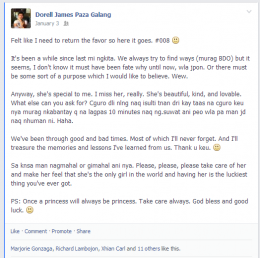 Dorell James Paza Galang
January 3
Felt like I need to return the favor so here it goes. #008
It's been a while since last mi ngkita. We always try to find ways (murag BDO) but it
seems, I don't know it must have been fate why until now, wla jpon. Or there must
be some sort of a purpose which I would like to believe. Wew.
Anyway, she's special to me. I miss her, really. She's beautiful, kind, and lovable.
What else can you ask for? Cguro dli nlng naq isulti tnan dri kay taas na cguro keu
nya murag nkabantay q na lagpas 10 minutes naq ng.suwat ani peo wla pa man jd
naq nhuman ni. Haha.
We've been through good and bad times. Most of which I'll never forget. And I'll
treasure the memories and lessons I've learned from us. Thank u keu.
Sa knsa man nagmahal or gimahal ani nya. Please, please, please take care of her
and make her feel that she's the only girl in the world and having her is the luckiest
thing you've ever got.
PS: Once a princess will always be princess. Take care always. God bless and good
luck.
Like · Comment · Promote · Share
Marjone Gonzaga, Richard Lambojon, Vhian Carl and 11 others like this.